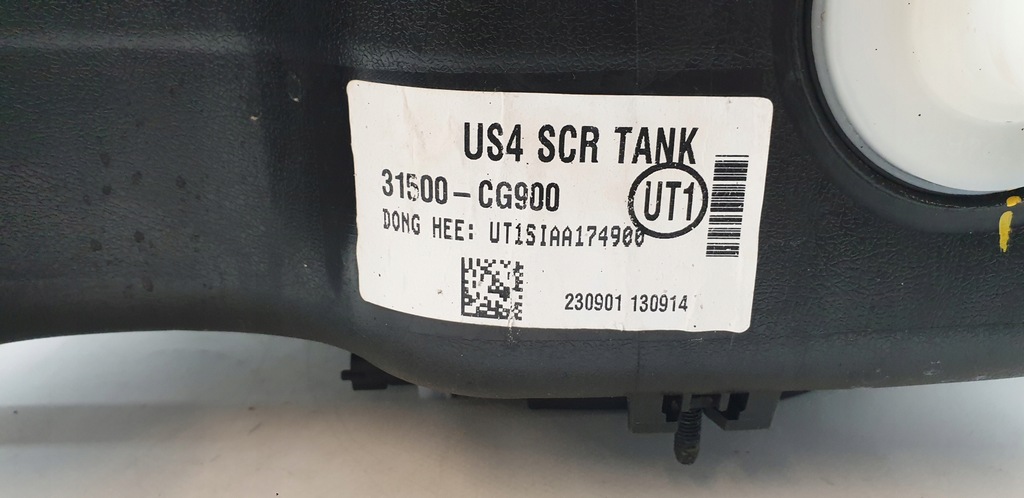 US4 SCR TANK
31500-CG900
UT1
DONG HEE: UT1SIAA174900
230901 130914